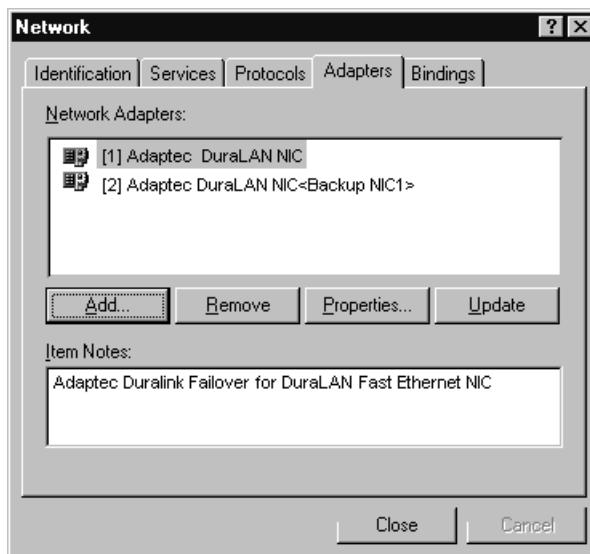 Network
Identification Services Protocols Adapters Bindings
Network Adapters:
[1] Adaptec DuraLAN NIC
[2] Adaptec DuraLAN NIC<Backup NIC1>
Add... Remove Properties... Update
Item Notes:
Adaptec Duralink Failover for DuraLAN Fast Ethernet NIC
Close Cancel